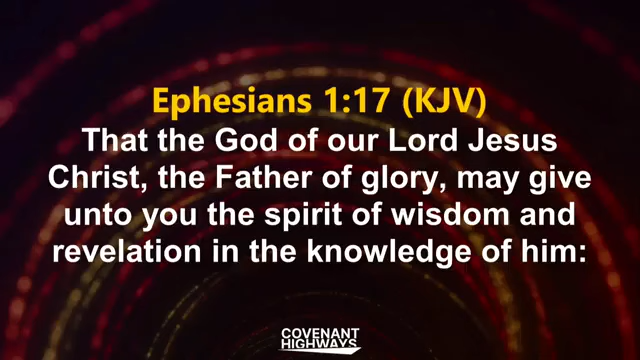 Ephesians 1:17 (KJV)
That the God of our Lord Jesus
Christ, the Father of glory, may give
unto you the spirit of wisdom and
revelation in the knowledge of him:
COVENANT
HIGHWAYS